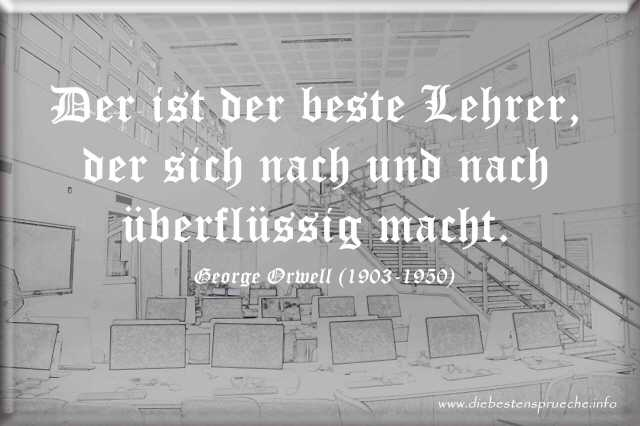 Der ist der beste Lehrer,
der sich nach und nach
überflüssig macht.
George Orwell (1903-1950)
www.diebestensprueche.info